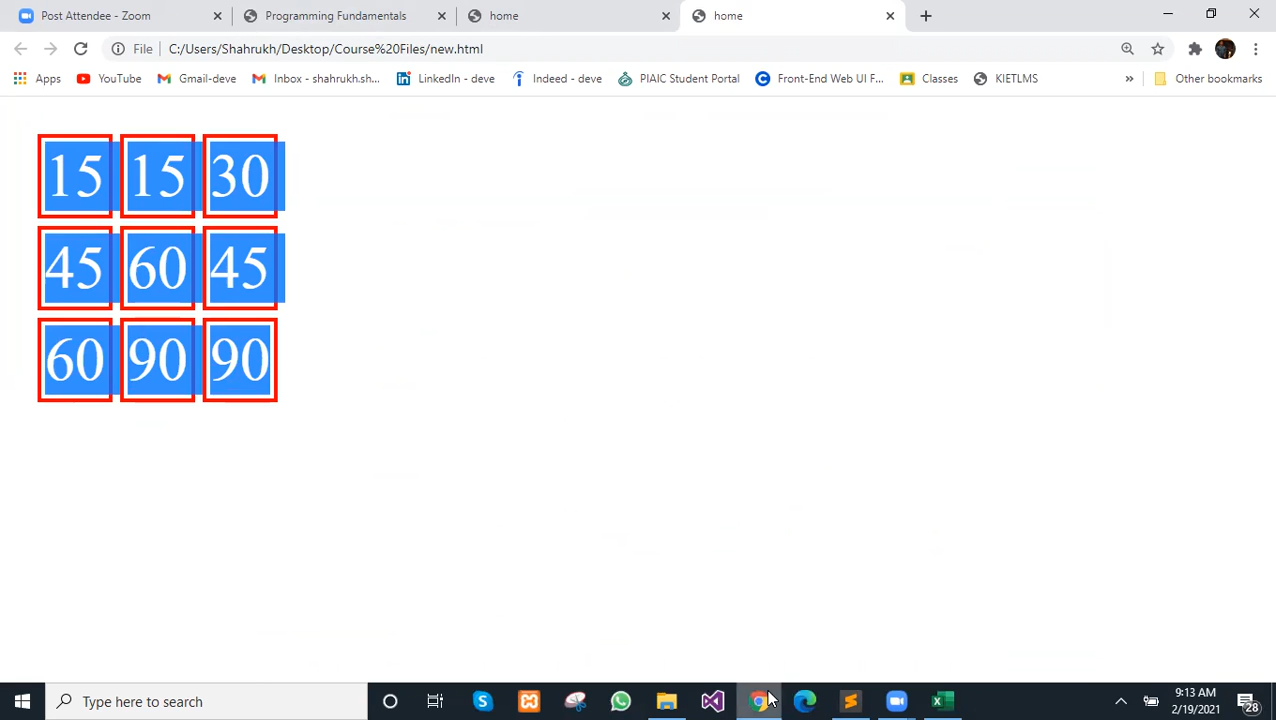 Post Attendee - Zoom
Programming Fundamentals
home
home
File
C:/Users/Shahrukh/Desktop/Course%20Files/new.html
Apps
YouTube
Gmail-deve
Inbox - shahrukh.sh...
LinkedIn - deve
Indeed - deve
PIAIC Student Portal
Front-End Web UI F...
Classes
KIETLMS
»
Other bookmarks
15 15 30
45 60 45
60 90 90
Type here to search
9:13 AM
2/19/2021
28